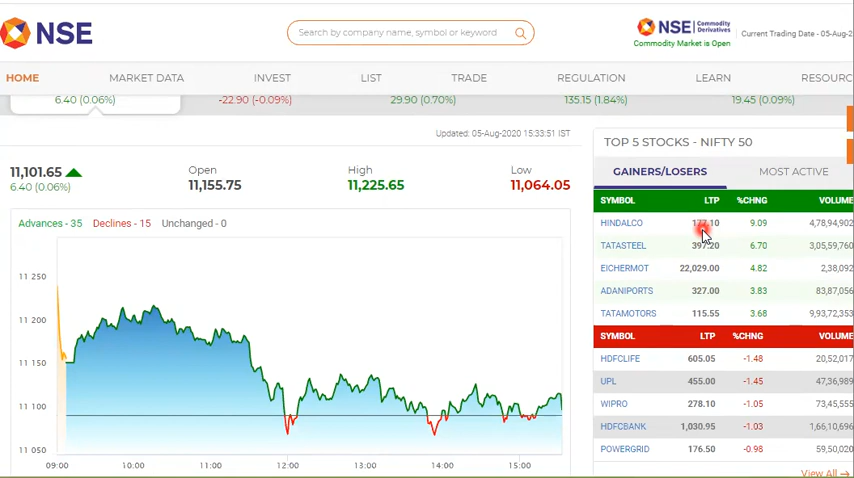 NSE
Search by company name, symbol or keyword
NSE Commodity Derivatives
Commodity Market is Open
Current Trading Date - 05-Aug-2
HOME MARKET DATA INVEST LIST TRADE REGULATION LEARN RESOURC
6.40 (0.06%) -22.90 (-0.09%) 29.90 (0.70%) 135.15 (1.84%) 19.45 (0.09%)
Updated: 05-Aug-2020 15:33:51 IST
11,101.65
6.40 (0.06%)
Open
11,155.75
High
11,225.65
Low
11,064.05
Advances - 35 Declines - 15 Unchanged - 0
11 250
11 200
11 150
11 100
11 050
09:00 10:00 11:00 12:00 13:00 14:00 15:00
TOP 5 STOCKS - NIFTY 50
GAINERS/LOSERS MOST ACTIVE
SYMBOL LTP %CHNG VOLUME
HINDALCO 9.09 4,78,94,902
TATASTEEL 397.20 6.70 3,05,59,760
EICHERMOT 22,029.00 4.82 2,38,092
ADANIPORTS 327.00 3.83 83,87,056
TATAMOTORS 115.55 3.68 9,93,72,353
SYMBOL LTP %CHNG VOLUME
HDFCLIFE 605.05 -1.48 20,52,017
UPL 455.00 -1.45 47,36,989
WIPRO 278.10 -1.05 73,45,555
HDFCBANK 1,030.95 -1.03 1,66,10,696
POWERGRID 176.50 -0.98 59,50,020
View All